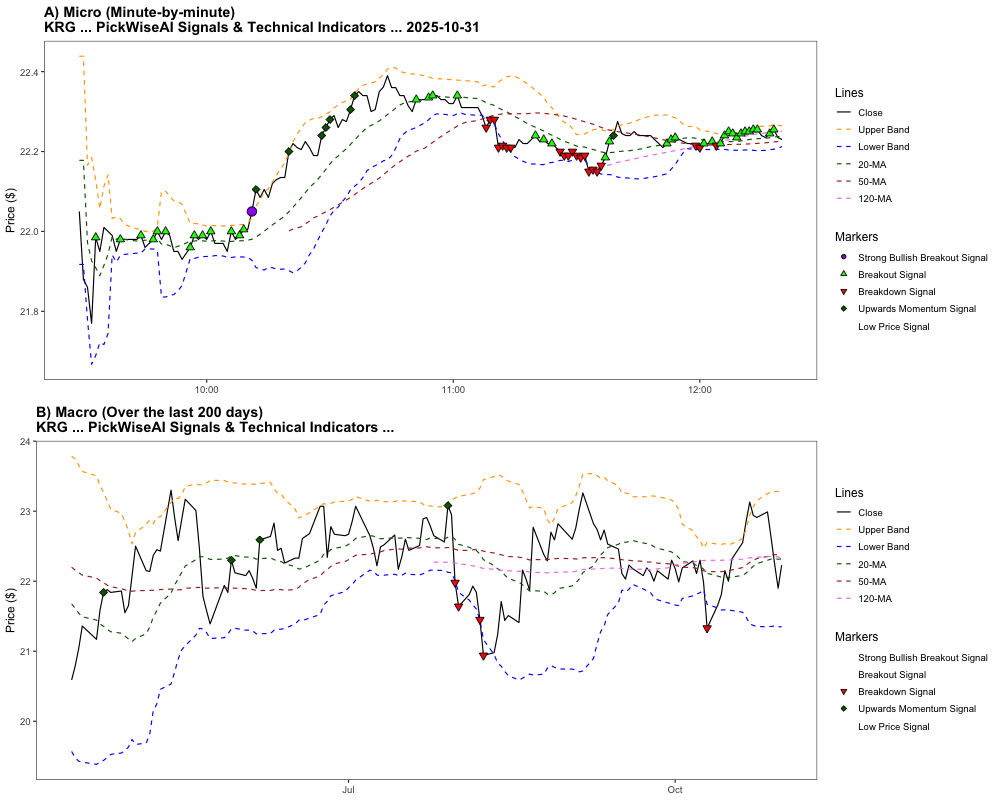 A) Micro (Minute-by-minute)
KRG ... PickWiseAI Signals & Technical Indicators ... 2025-10-31
Price ($)
22.4
22.2
22.0
21.8
10:00
11:00
12:00
Lines
Close
Upper Band
Lower Band
20-MA
50-MA
120-MA
Markers
Strong Bullish Breakout Signal
Breakout Signal
Breakdown Signal
Upwards Momentum Signal
Low Price Signal
B) Macro (Over the last 200 days)
KRG ... PickWiseAI Signals & Technical Indicators ...
Price ($)
24
23
22
21
20
Jul
Oct
Lines
Close
Upper Band
Lower Band
20-MA
50-MA
120-MA
Markers
Strong Bullish Breakout Signal
Breakout Signal
Breakdown Signal
Upwards Momentum Signal
Low Price Signal